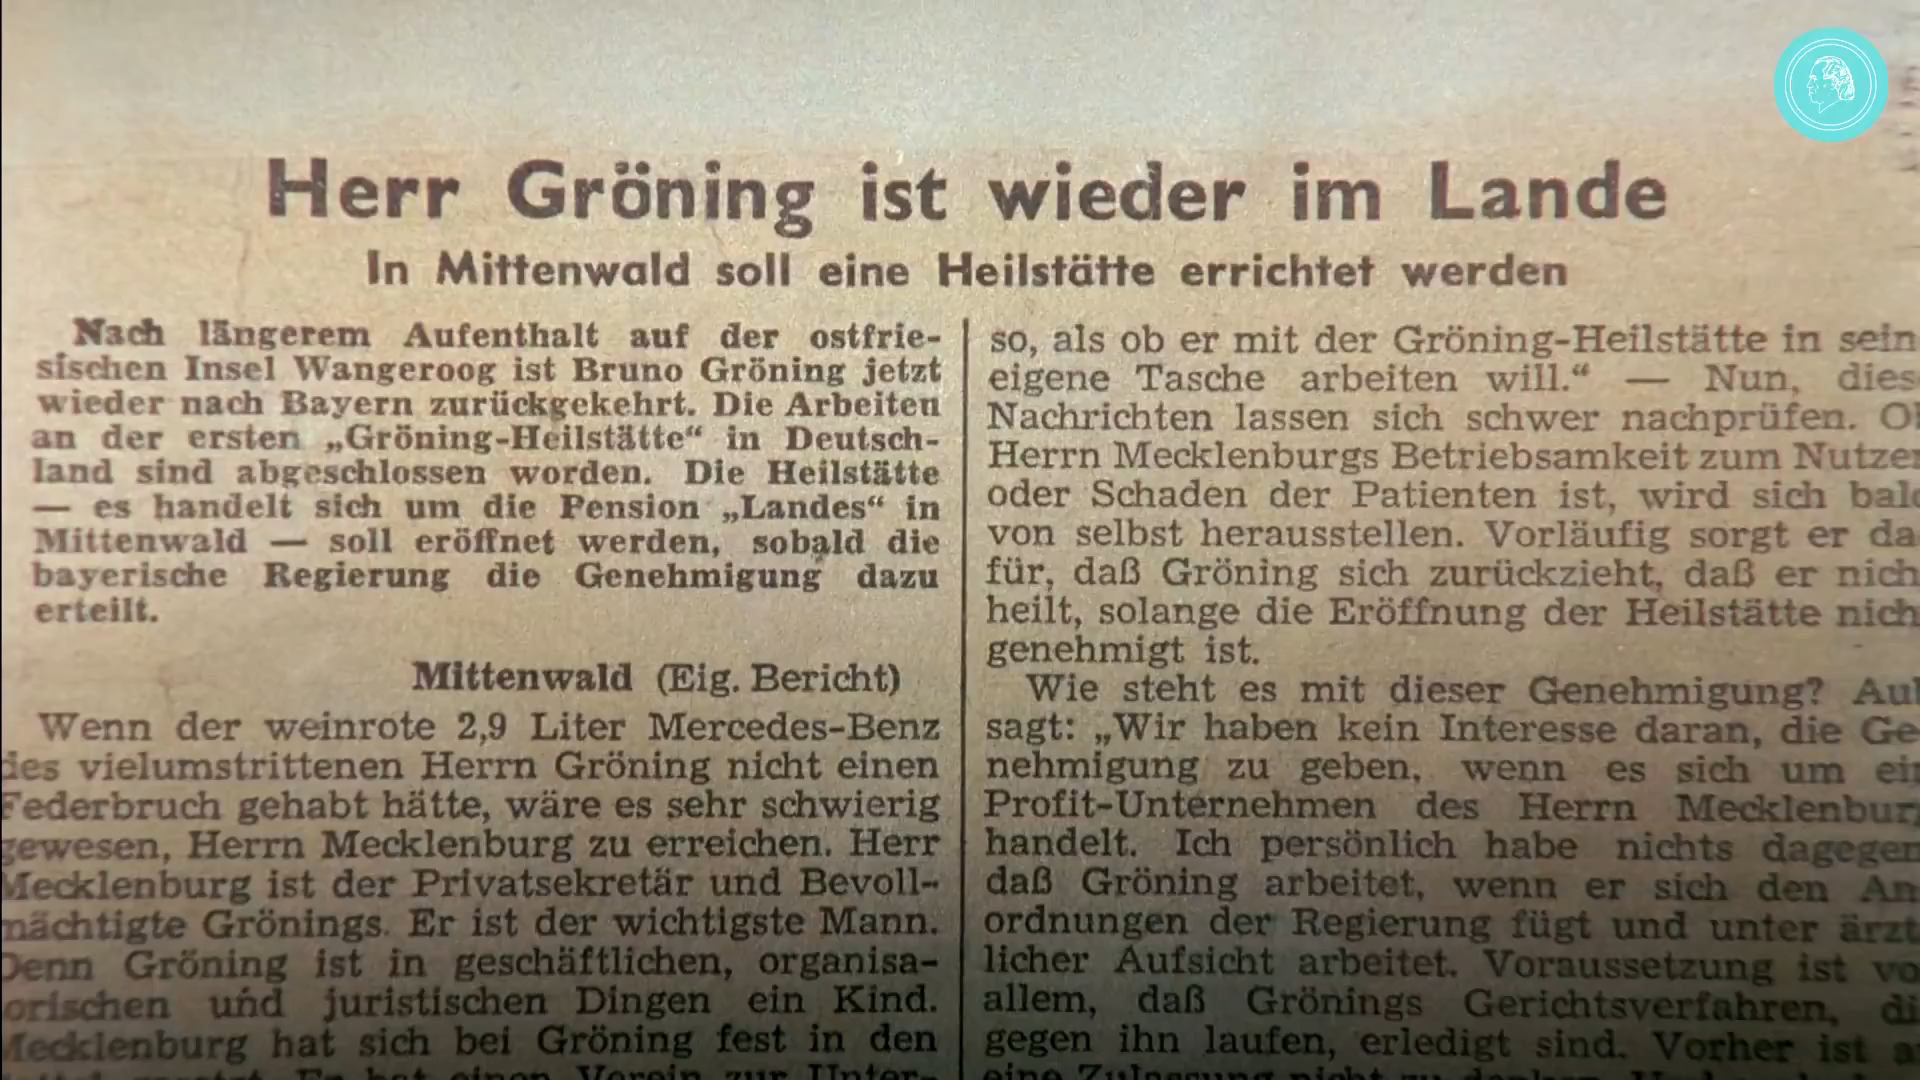 Herr Gröning ist wieder im Lande
In Mittenwald soll eine Heilstätte errichtet werden
Nach längerem Aufenthalt auf der ostfrie-
sischen Insel Wangeroog ist Bruno Gröning jetzt
wieder nach Bayern zurückgekehrt. Die Arbeiten
an der ersten „Gröning-Heilstätte“ in Deutsch-
land sind abgeschlossen worden. Die Heilstätte
— es handelt sich um die Pension „Landes“ in
Mittenwald — soll eröffnet werden, sobald die
bayerische Regierung die Genehmigung dazu
erteilt.
Mittenwald (Eig. Bericht)
Wenn der weinrote 2,9 Liter Mercedes-Benz
des vielumstrittenen Herrn Gröning nicht einen
Federbruch gehabt hätte, wäre es sehr schwierig
gewesen, Herrn Mecklenburg zu erreichen. Herr
Mecklenburg ist der Privatsekretär und Bevoll-
mächtigte Grönings. Er ist der wichtigste Mann.
Denn Gröning ist in geschäftlichen, organisa-
orischen und juristischen Dingen ein Kind.
Mecklenburg hat sich bei Gröning fest in den
einen Verein zur Unter-
so, als ob er mit der Gröning-Heilstätte in sein
eigene Tasche arbeiten will.“ — Nun, dies
Nachrichten lassen sich schwer nachprüfen. O
Herrn Mecklenburgs Betriebsamkeit zum Nutzen
oder Schaden der Patienten ist, wird sich bald
von selbst herausstellen. Vorläufig sorgt er da
für, daß Gröning sich zurückzieht, daß er nich
heilt, solange die Eröffnung der Heilstätte nich
genehmigt ist.
Wie steht es mit dieser Genehmigung? Au
sagt: „Wir haben kein Interesse daran, die Ge
nehmigung zu geben, wenn es sich um ein
Profit-Unternehmen des Herrn Mecklenburg
handelt. Ich persönlich habe nichts dagegen
daß Gröning arbeitet, wenn er sich den An
ordnungen der Regierung fügt und unter ärzt
licher Aufsicht arbeitet. Voraussetzung ist vo
allem, daß Grönings Gerichtsverfahren, di
gegen ihn laufen, erledigt sind. Vorher ist a
eine Zulassung nicht zu denken.